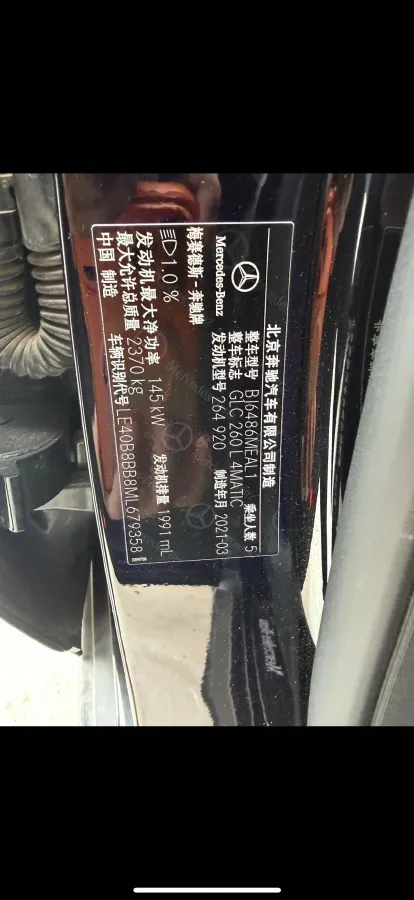 北京奔驰汽车有限公司制造
Mercedes-Benz
整车型号 BJ6486MEAL1 乘坐人数 5
整车标志 GLC 260 L 4MATIC
发动机型号 264 920 制造年月 2021-03
梅赛德斯-奔驰牌
1.0 %
发动机最大净功率 145 kW 发动机排量 1991 mL
最大允许总质量 2370 kg
中国 制造 车辆识别代号 LE40B8BB8ML679358